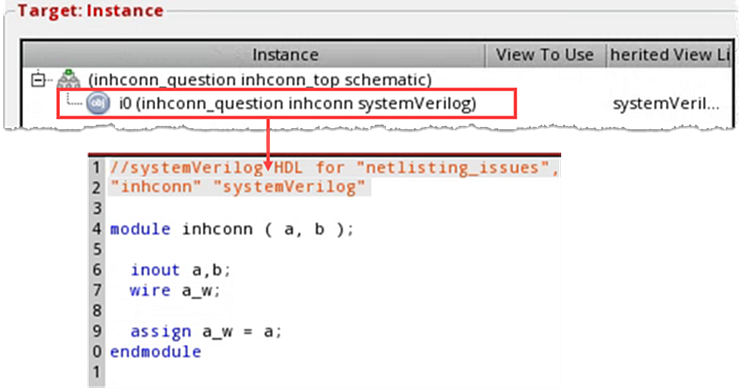 Target: Instance
Instance View To Use herited View Li
(inhconn_question inhconn_top schematic)
obj i0 (inhconn_question inhconn systemVerilog) systemVeril...
1 //systemVerilog HDL for "netlisting_issues",
2 "inhconn" "systemVerilog"
3
4 module inhconn ( a, b );
5
6 inout a,b;
7 wire a_w;
8
9 assign a_w = a;
0 endmodule
1